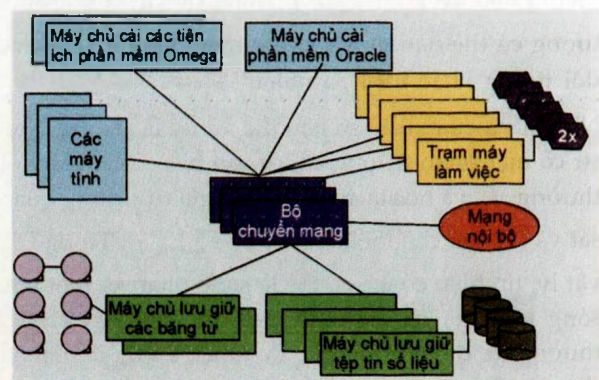 Máy chủ cài các tiện
ích phần mềm Omega
Máy chủ cài
phần mềm Oracle
Các
máy
tính
2x
Trạm máy
làm việc
Bộ
chuyển mạng
Mạng
nội bộ
Máy chủ lưu giữ
các băng từ
Máy chủ lưu giữ
tệp tin số liệu